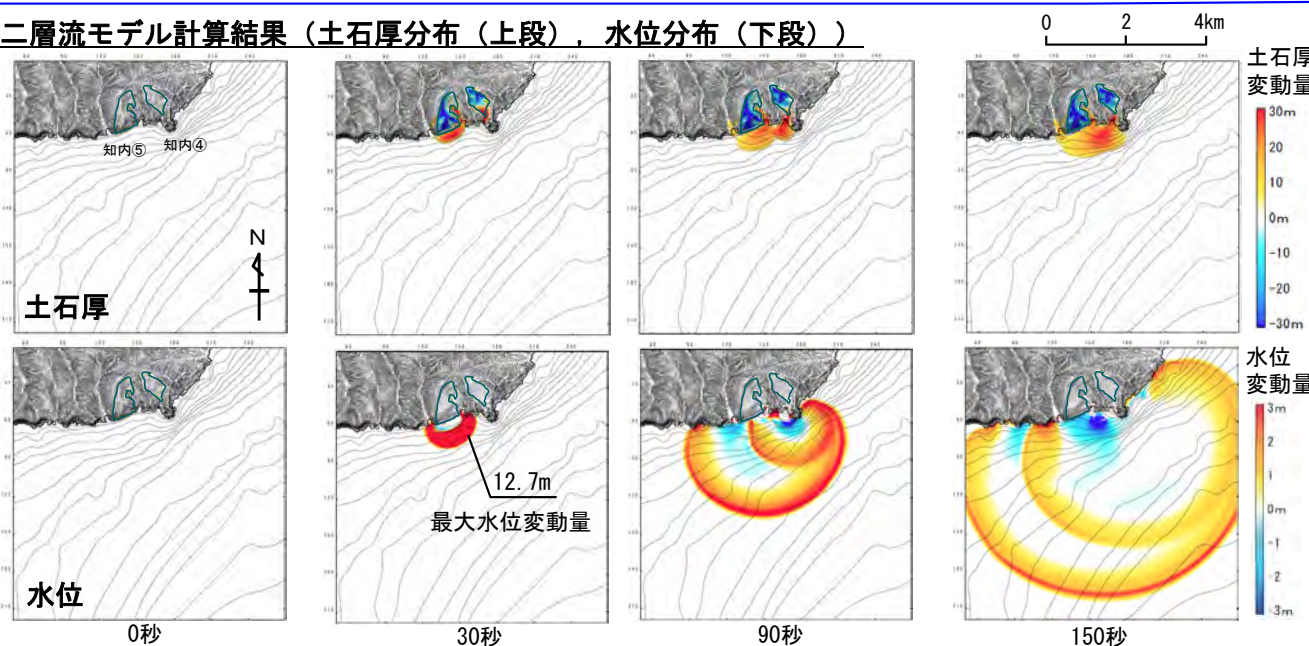 二層流モデル計算結果（土石厚分布（上段），水位分布（下段））
0 2 4km
土石厚
変動量
30m
20
10
0m
-10
-20
-30m
知内⑤ 知内④
N
土石厚
水位
変動量
3m
2
1
0m
-1
2
-3m
12.7m
最大水位変動量
水位
0秒 30秒 90秒 150秒